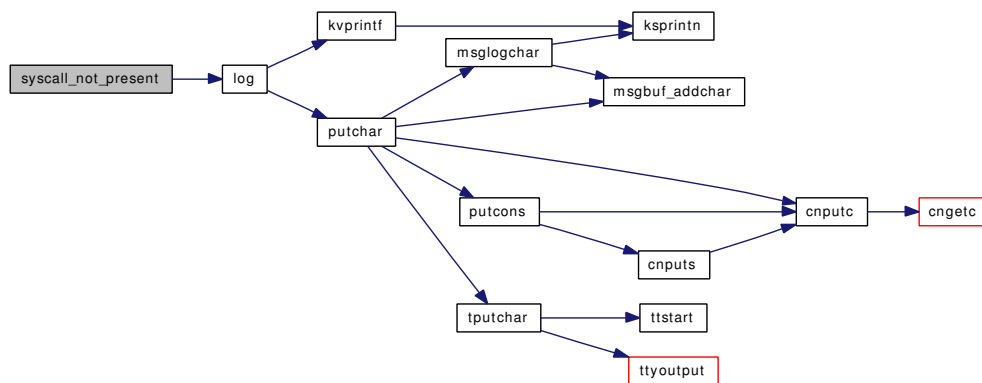 kvprintf
ksprintn
msglogchar
syscall_not_present
log
msgbuf_addchar
putchar
putcons
cnputc
cngetc
cnputs
tputchar
ttstart
ttyoutput